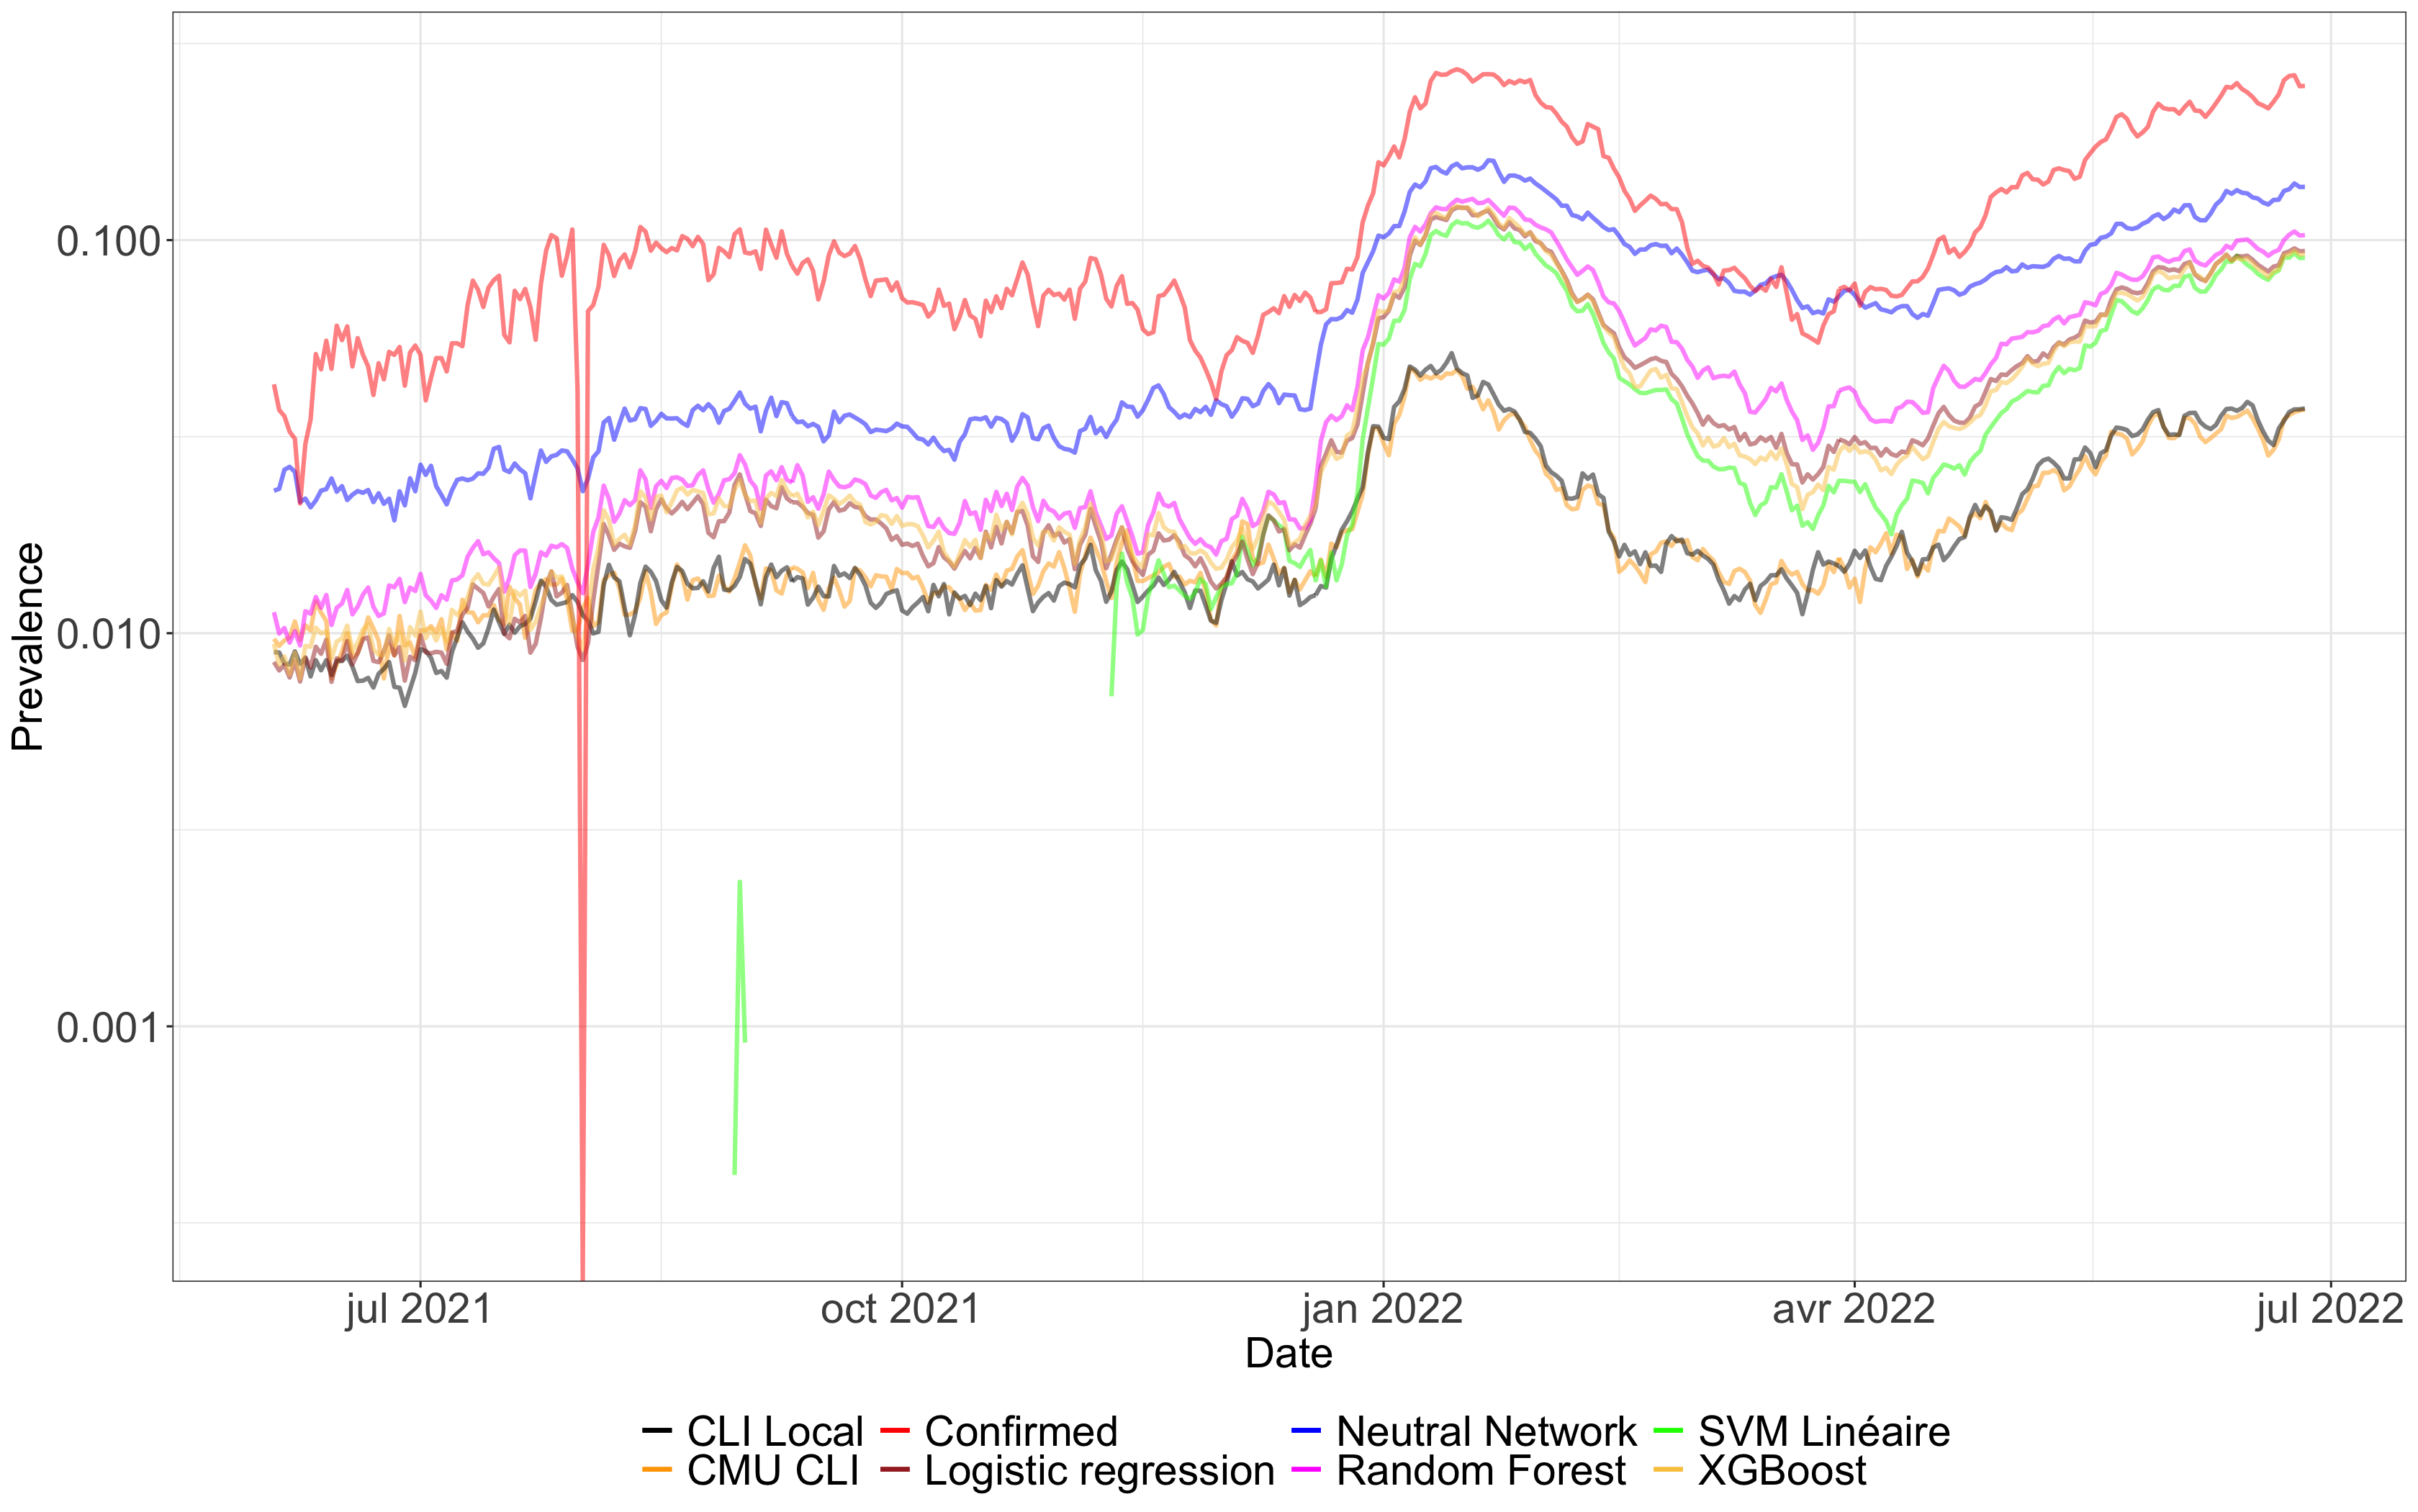 Prevalence
0.100
0.010
0.001
jul 2021 oct 2021 jan 2022 avr 2022 jul 2022
Date
CLI Local Confirmed Neutral Network SVM Linéaire
CMU CLI Logistic regression Random Forest XGBoost